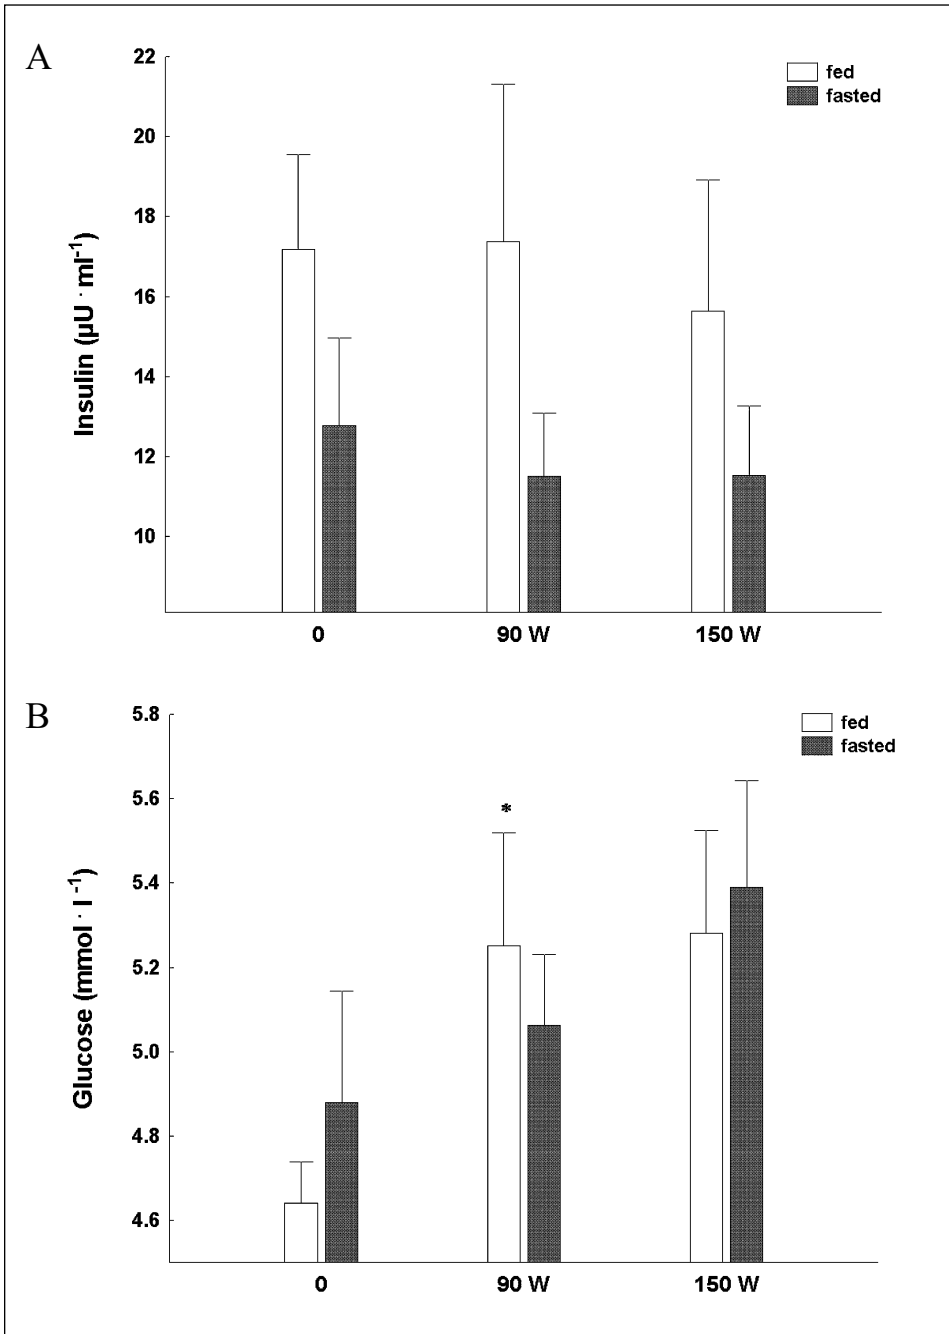 A
22
20
18
16
14
12
10
Insulin (µU · ml⁻¹)
fed
fasted
0
90 W
150 W
B
5.8
5.6
5.4
5.2
5.0
4.8
4.6
Glucose (mmol · l ⁻¹)
fed
fasted
*
0
90 W
150 W